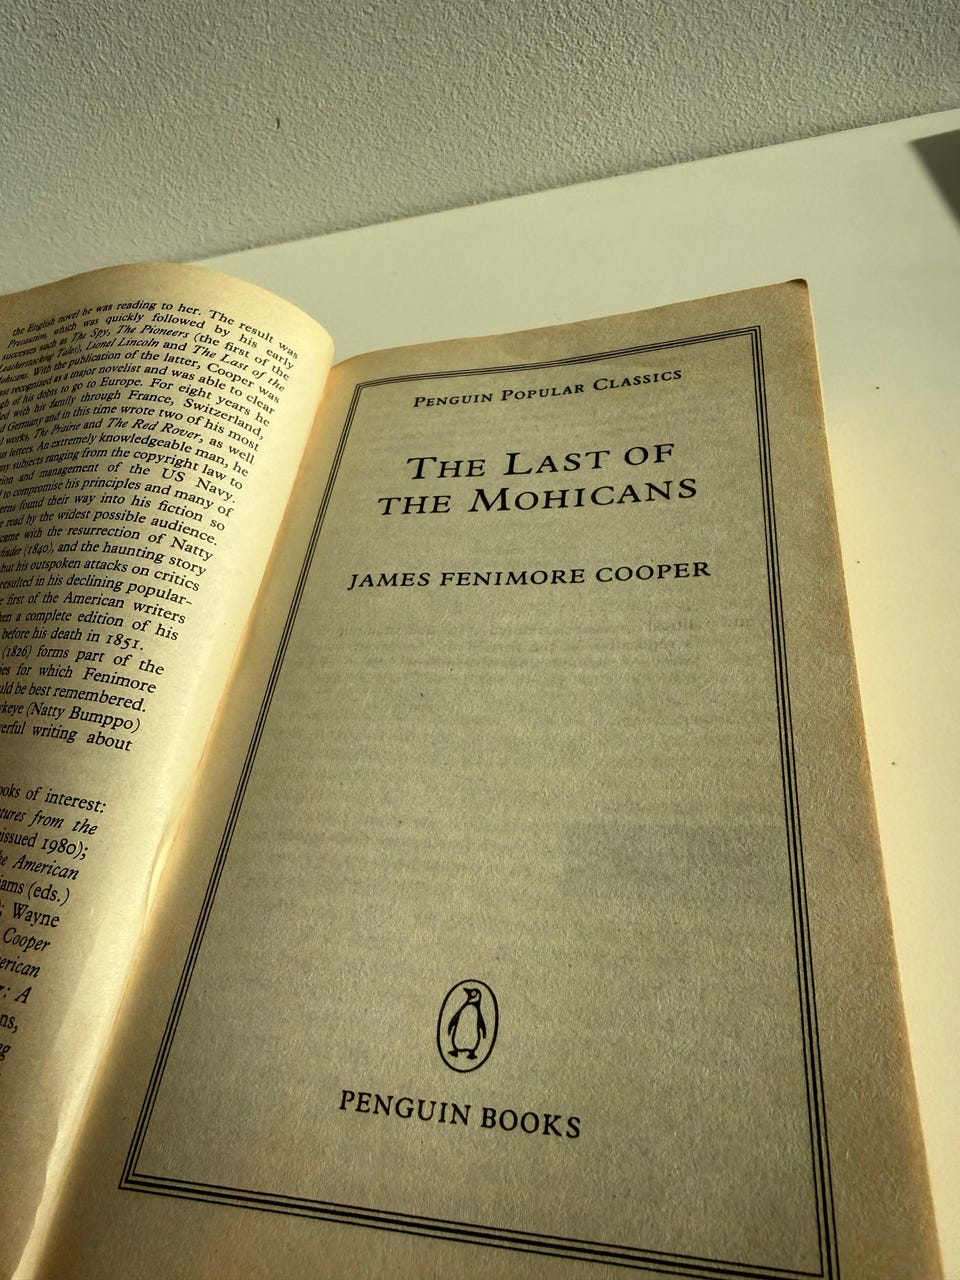 the English novel he was reading to her. The result was
Precaution, which was quickly followed by his early
successes such as The Spy, The Pioneers (the first of the
Leatherstocking Tales), Lionel Lincoln and The Last of the
Mohicans. With the publication of the latter, Cooper was
recognized as a major novelist and was able to clear
of his debts to go to Europe. For eight years he
with his family through France, Switzerland,
Germany and in this time wrote two of his most
works, The Prairie and The Red Rover, as well
letters. An extremely knowledgeable man, he
subjects ranging from the copyright law to
and management of the US Navy.
to compromise his principles and many of
found their way into his fiction so
read by the widest possible audience.
came with the resurrection of Natty
(1840), and the haunting story
but his outspoken attacks on critics
resulted in his declining popular-
first of the American writers
a complete edition of his
before his death in 1851.
(1826) forms part of the
for which Fenimore
be best remembered.
(Natty Bumppo)
writing about
of interest:
from the
issued 1980);
American
(eds.)
; Wayne
Cooper
: A
PENGUIN POPULAR CLASSICS
THE LAST OF
THE MOHICANS
JAMES FENIMORE COOPER
PENGUIN BOOKS